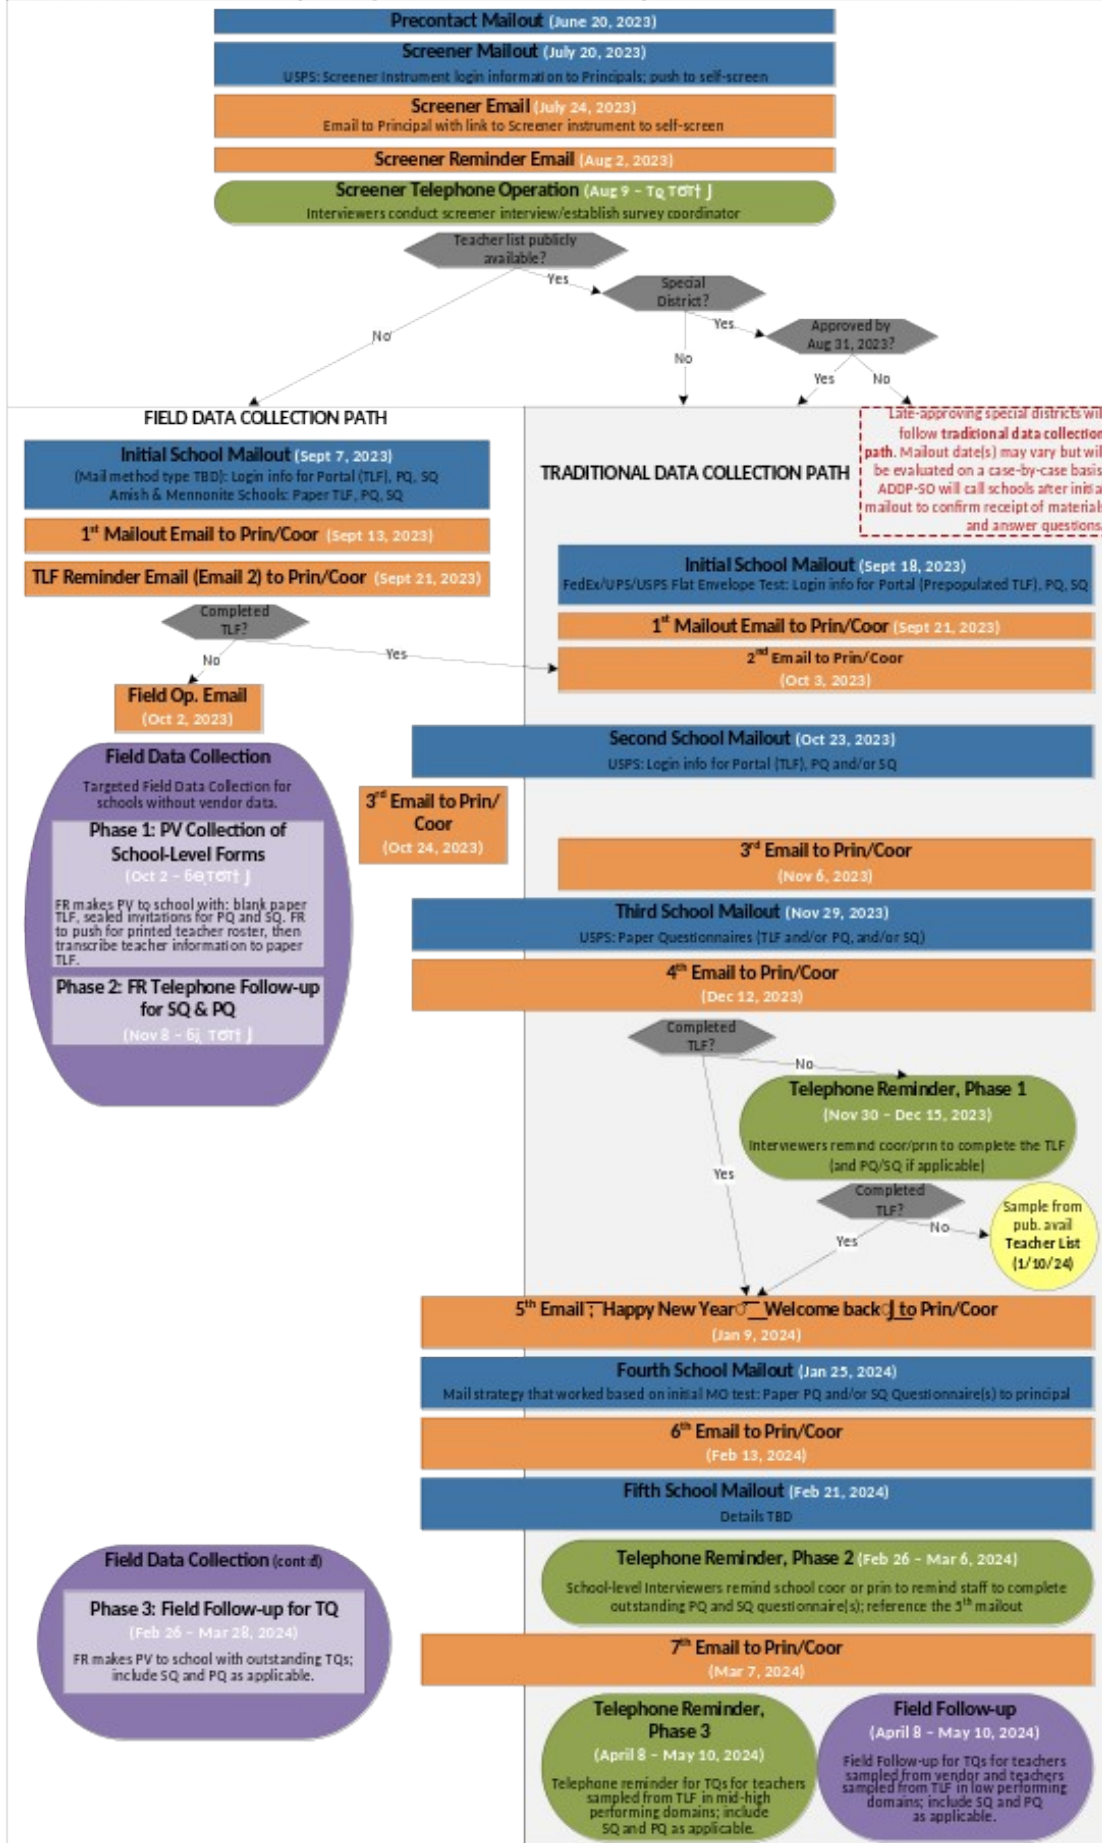 Precontact Mailout (June 20, 2023)
Screener Mailout (July 20, 2023)
USPS: Screener Instrument login information to Principals; push to self-screen
Screener Email (July 24, 2023)
Email to Principal with link to Screener instrument to self-screen
Screener Reminder Email (Aug 2, 2023)
Screener Telephone Operation (Aug 9 –
Interviewers conduct screener interview/establish survey coordinator
Teacher list publicly
available?
Yes
Special
District?
No
Yes
Approved by
Aug 31, 2023?
No
Yes
No
FIELD DATA COLLECTION PATH
Initial School Mailout (Sept 7, 2023)
(Mail method type TBD): Login info for Portal (TLF), PQ, SQ
Amish & Mennonite Schools: Paper TLF, PQ, SQ
1st Mailout Email to Prin/Coor (Sept 13, 2023)
TLF Reminder Email (Email 2) to Prin/Coor (Sept 21, 2023)
Completed
TLF?
No
Yes
Field Op. Email
(Oct 2, 2023)
Field Data Collection
Targeted Field Data Collection for
schools without vendor data.
Phase 1: PV Collection of
School-Level Forms
(Oct 2 –
FR makes PV to school with: blank paper
TLF, sealed invitations for PQ and SQ. FR
to push for printed teacher roster, then
transcribe teacher information to paper
TLF.
Phase 2: FR Telephone Follow-up
for SQ & PQ
(Nov 8 –
TRADITIONAL DATA COLLECTION PATH
Late-approving special districts wil
follow traditional data collection
path. Mailout date(s) may vary but wil
be evaluated on a case-by-case basis
ADDP-SO will call schools after initia
mailout to confirm receipt of materials
and answer questions.
Initial School Mailout (Sept 18, 2023)
FedEx/UPS/USPS Flat Envelope Test: Login info for Portal (Prepopulated TLF), PQ, SQ
1st Mailout Email to Prin/Coor (Sept 21, 2023)
2nd Email to Prin/Coor
(Oct 3, 2023)
Second School Mailout (Oct 23, 2023)
USPS: Login info for Portal (TLF), PQ and/or SQ
3rd Email to Prin/
Coor
(Oct 24, 2023)
3rd Email to Prin/Coor
(Nov 6, 2023)
Third School Mailout (Nov 29, 2023)
USPS: Paper Questionnaires (TLF and/or PQ, and/or SQ)
4th Email to Prin/Coor
(Dec 12, 2023)
Completed
TLF?
No
Telephone Reminder, Phase 1
(Nov 30 – Dec 15, 2023)
Interviewers remind coor/prin to complete the TLF
(and PQ/SQ if applicable)
Yes
Completed
TLF?
No
Yes
Sample from
pub. avail
Teacher List
(1/10/24)
5th Email Happy New Year Welcome back to Prin/Coor
(Jan 9, 2024)
Fourth School Mailout (Jan 25, 2024)
Mail strategy that worked based on initial MO test: Paper PQ and/or SQ Questionnaire(s) to principal
6th Email to Prin/Coor
(Feb 13, 2024)
Fifth School Mailout (Feb 21, 2024)
Details TBD
Field Data Collection
Phase 3: Field Follow-up for TQ
(Feb 26 – Mar 28, 2024)
FR makes PV to school with outstanding TQs;
include SQ and PQ as applicable.
Telephone Reminder, Phase 2 (Feb 26 – Mar 6, 2024)
School-level Interviewers remind school coor or prin to remind staff to complete
outstanding PQ and SQ questionnaire(s); reference the 5th mailout
7th Email to Prin/Coor
(Mar 7, 2024)
Telephone Reminder,
Phase 3
(April 8 – May 10, 2024)
Telephone reminder for TQs for teachers
sampled from TLF in mid-high
performing domains; include
SQ and PQ as applicable.
Field Follow-up
(April 8 – May 10, 2024)
Field Follow-up for TQs for teachers
sampled from vendor and teachers
sampled from TLF in low performing
domains; include SQ and PQ
as applicable.